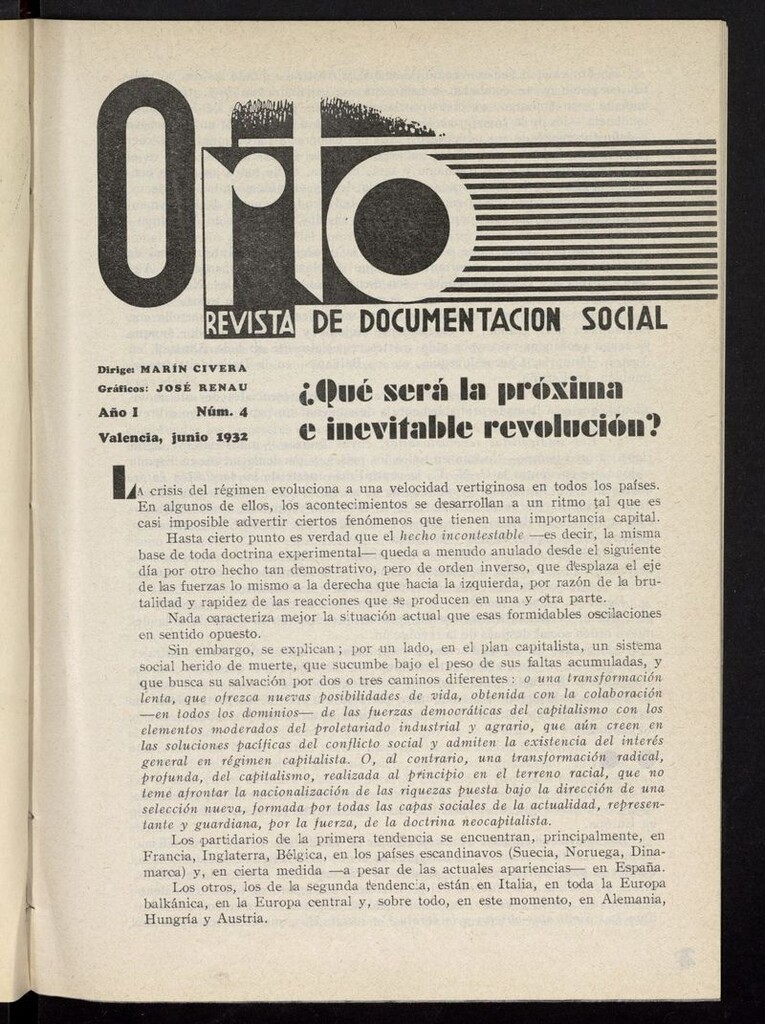 Orto
REVISTA DE DOCUMENTACION SOCIAL
Dirige: MARÍN CIVERA
Gráficos: JOSÉ RENAU
Año I Núm. 4
Valencia, junio 1932
¿Qué será la próxima
e inevitable revolución?
LA crisis del régimen evoluciona a una velocidad vertiginosa en todos los países.
En algunos de ellos, los acontecimientos se desarrollan a un ritmo tal que es
casi imposible advertir ciertos fenómenos que tienen una importancia capital.
Hasta cierto punto es verdad que el hecho incontestable —es decir, la misma
base de toda doctrina experimental— queda a menudo anulado desde el siguiente
día por otro hecho tan demostrativo, pero de orden inverso, que desplaza el eje
de las fuerzas lo mismo a la derecha que hacia la izquierda, por razón de la bru-
talidad y rapidez de las reacciones que se producen en una y otra parte.
Nada caracteriza mejor la situación actual que esas formidables oscilaciones
en sentido opuesto.
Sin embargo, se explican; por un lado, en el plan capitalista, un sistema
social herido de muerte, que sucumbe bajo el peso de sus faltas acumuladas, y
que busca su salvación por dos o tres caminos diferentes: o una transformación
lenta, que ofrezca nuevas posibilidades de vida, obtenida con la colaboración
—en todos los dominios— de las fuerzas democráticas del capitalismo con los
elementos moderados del proletariado industrial y agrario, que aún creen en
las soluciones pacíficas del conflicto social y admiten la existencia del interés
general en régimen capitalista. O, al contrario, una transformación radical,
profunda, del capitalismo, realizada al principio en el terreno racial, que no
teme afrontar la nacionalización de las riquezas puesta bajo la dirección de una
selección nueva, formada por todas las capas sociales de la actualidad, represen-
tante y guardiana, por la fuerza, de la doctrina neocapitalista.
Los partidarios de la primera tendencia se encuentran, principalmente, en
Francia, Inglaterra, Bélgica, en los países escandinavos (Suecia, Noruega, Dina-
marca) y, en cierta medida —a pesar de las actuales apariencias— en España.
Los otros, los de la segunda tendencia, están en Italia, en toda la Europa
balkánica, en la Europa central y, sobre todo, en este momento, en Alemania,
Hungría y Austria.